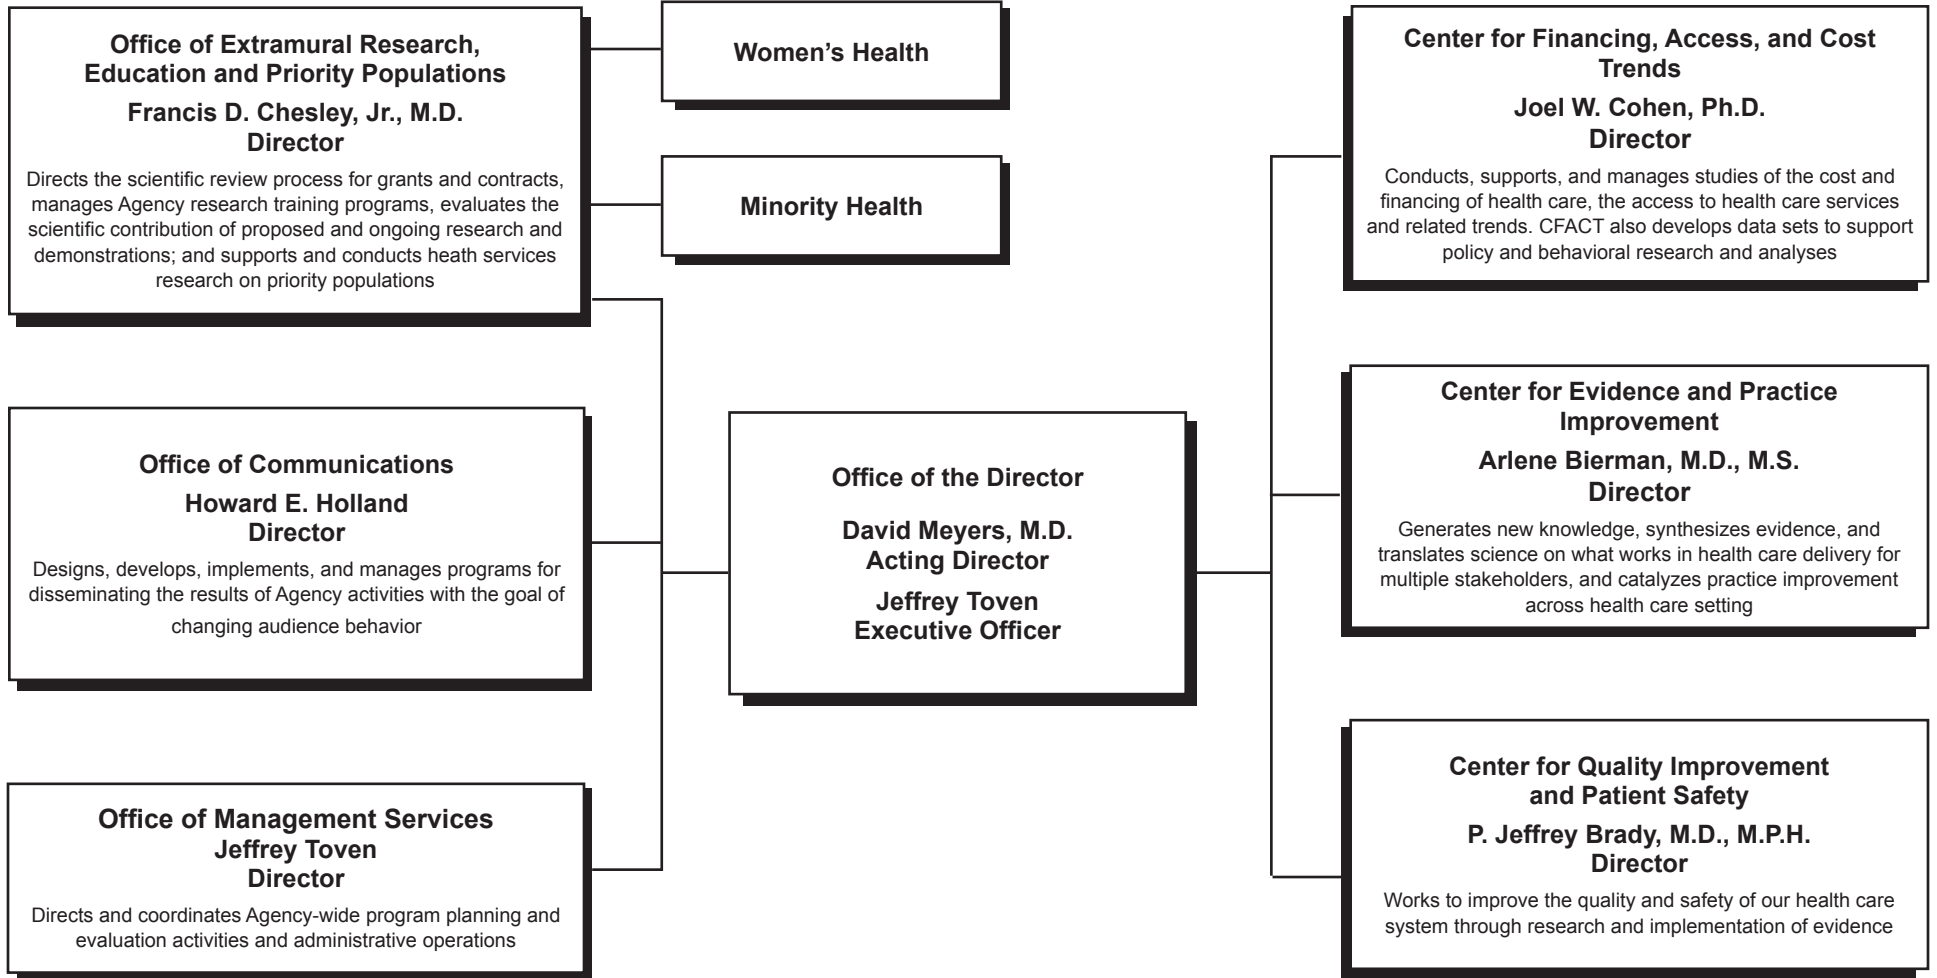 Office of Extramural Research,
Education and Priority Populations
Francis D. Chesley, Jr., M.D.
Director
Directs the scientific review process for grants and contracts,
manages Agency research training programs, evaluates the
scientific contribution of proposed and ongoing research and
demonstrations; and supports and conducts heath services
research on priority populations
Women’s Health
Minority Health
Office of Communications
Howard E. Holland
Director
Designs, develops, implements, and manages programs for
disseminating the results of Agency activities with the goal of
changing audience behavior
Office of Management Services
Jeffrey Toven
Director
Directs and coordinates Agency-wide program planning and
evaluation activities and administrative operations
Office of the Director
David Meyers, M.D.
Acting Director
Jeffrey Toven
Executive Officer
Center for Financing, Access, and Cost
Trends
Joel W. Cohen, Ph.D.
Director
Conducts, supports, and manages studies of the cost and
financing of health care, the access to health care services
and related trends. CFACT also develops data sets to support
policy and behavioral research and analyses
Center for Evidence and Practice
Improvement
Arlene Bierman, M.D., M.S.
Director
Generates new knowledge, synthesizes evidence, and
translates science on what works in health care delivery for
multiple stakeholders, and catalyzes practice improvement
across health care setting
Center for Quality Improvement
and Patient Safety
P. Jeffrey Brady, M.D., M.P.H.
Director
Works to improve the quality and safety of our health care
system through research and implementation of evidence